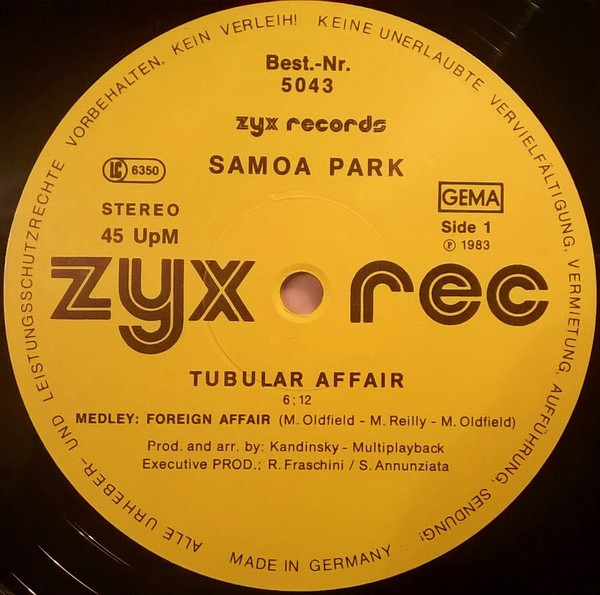 ALLE URHEBER- UND LEISTUNGSSCHUTZRECHTE VORBEHALTEN, KEIN VERLEIH! KEINE UNERLAUBTE VERVIELFÄLTIGUNG, VERMIETUNG, AUFFÜHRUNG, SENDUNG!
Best.-Nr.
5043
zyx records
SAMOA PARK
LC 6350
GEMA
STEREO
Side 1
45 UpM
℗ 1983
zyx rec
TUBULAR AFFAIR
6:12
MEDLEY: FOREIGN AFFAIR (M. Oldfield - M. Reilly - M. Oldfield)
Prod. and arr. by: Kandinsky - Multiplayback
Executive PROD.: R. Fraschini / S. Annunziata
MADE IN GERMANY